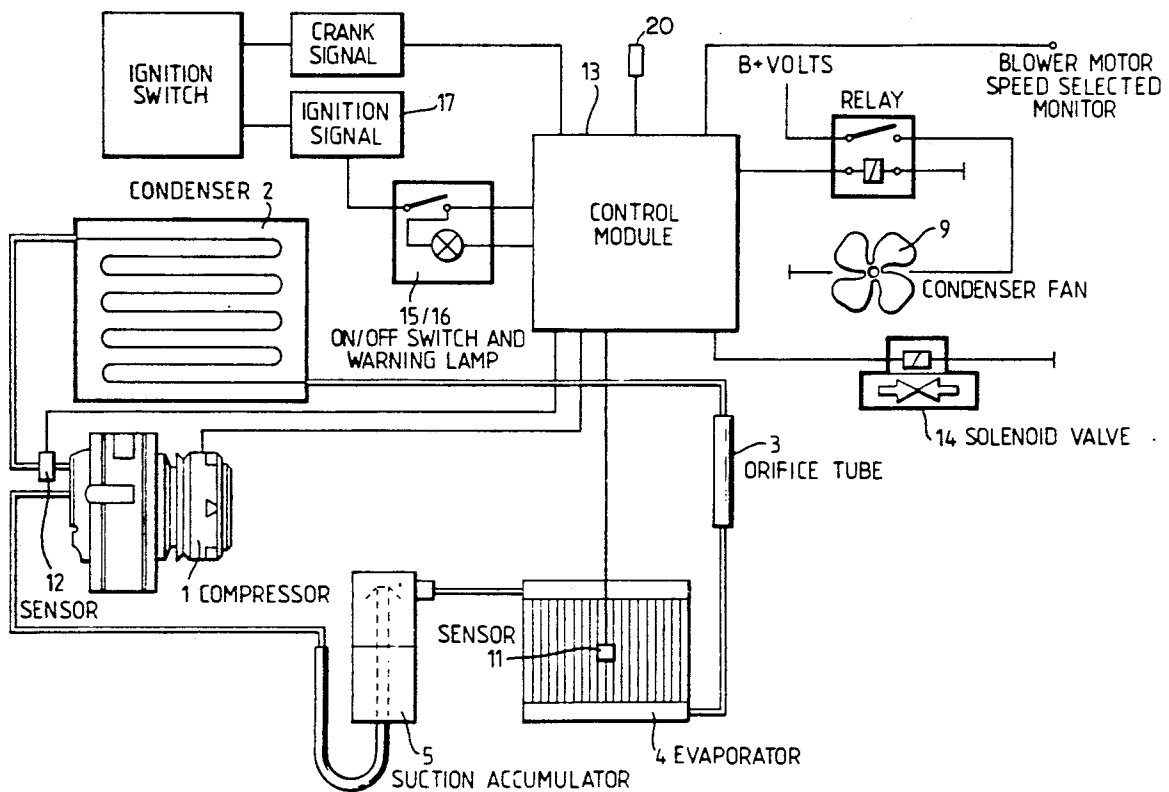 IGNITION
SWITCH
CRANK
SIGNAL
IGNITION
SIGNAL
17
13
20
B+VOLTS
RELAY
BLOWER MOTOR
SPEED SELECTED
MONITOR
CONDENSER 2
CONTROL
MODULE
9
CONDENSER FAN
15/16
ON/OFF SWITCH AND
WARNING LAMP
14 SOLENOID VALVE
3
ORIFICE TUBE
12
SENSOR
1 COMPRESSOR
SENSOR
11
5
SUCTION ACCUMULATOR
4 EVAPORATOR